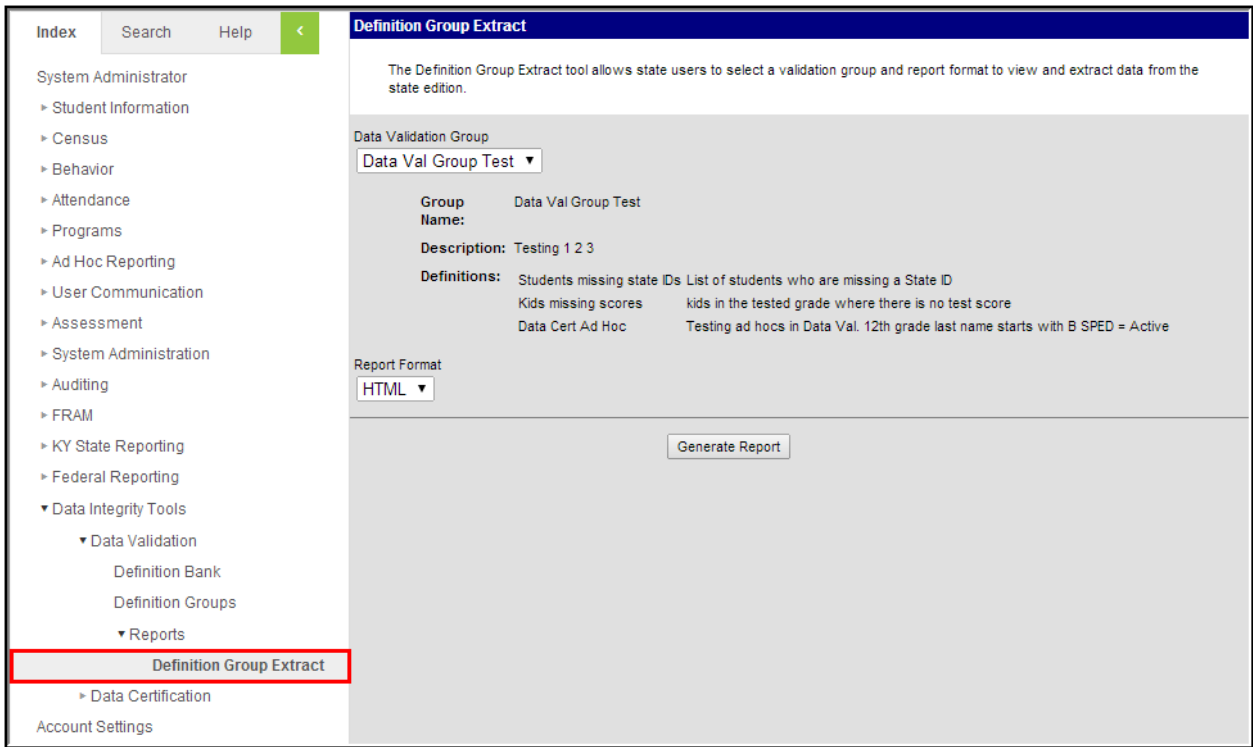 Index Search Help <
System Administrator
Student Information
Census
Behavior
Attendance
Programs
Ad Hoc Reporting
User Communication
Assessment
System Administration
Auditing
FRAM
KY State Reporting
Federal Reporting
Data Integrity Tools
Data Validation
Definition Bank
Definition Groups
Reports
Definition Group Extract
Data Certification
Account Settings
Definition Group Extract
The Definition Group Extract tool allows state users to select a validation group and report format to view and extract data from the
state edition.
Data Validation Group
Data Val Group Test
Group Data Val Group Test
Name:
Description: Testing 1 2 3
Definitions: Students missing state IDs List of students who are missing a State ID
Kids missing scores kids in the tested grade where there is no test score
Data Cert Ad Hoc Testing ad hocs in Data Val. 12th grade last name starts with B SPED = Active
Report Format
HTML
Generate Report